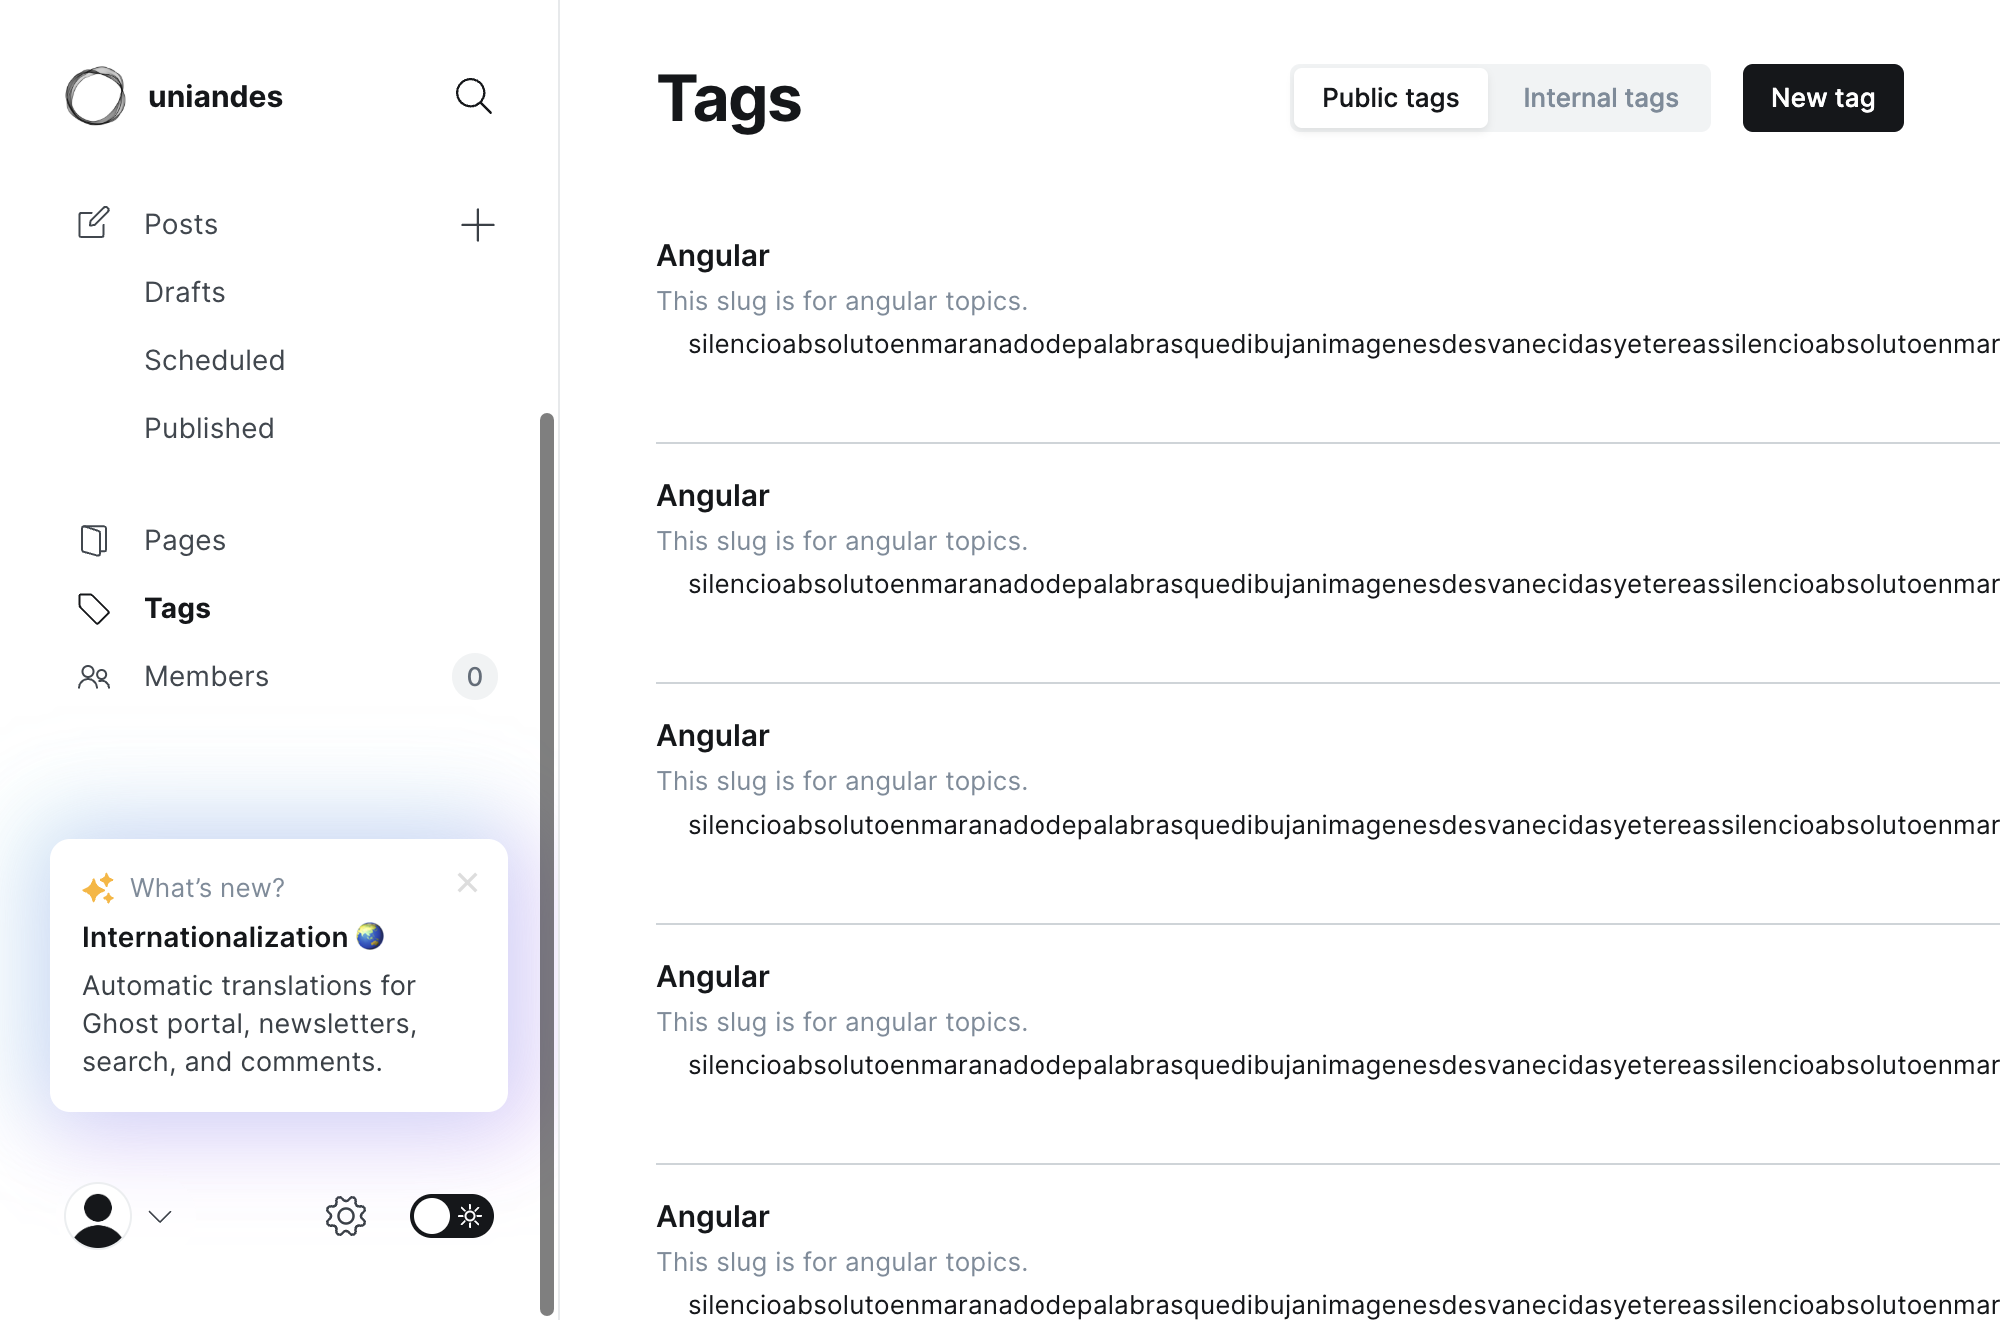 uniandes
Posts
Drafts
Scheduled
Published
Pages
Tags
Members
0
What’s new?
Internationalization 🌏
Automatic translations for
Ghost portal, newsletters,
search, and comments.
Tags
Public tags
Internal tags
New tag
Angular
This slug is for angular topics.
silencioabsolutoenmaranadodepalabrasquedibujanimagenesdesvanecidasyetereassilencioabsolutoenmar
Angular
This slug is for angular topics.
silencioabsolutoenmaranadodepalabrasquedibujanimagenesdesvanecidasyetereassilencioabsolutoenmar
Angular
This slug is for angular topics.
silencioabsolutoenmaranadodepalabrasquedibujanimagenesdesvanecidasyetereassilencioabsolutoenmar
Angular
This slug is for angular topics.
silencioabsolutoenmaranadodepalabrasquedibujanimagenesdesvanecidasyetereassilencioabsolutoenmar
Angular
This slug is for angular topics.
silencioabsolutoenmaranadodepalabrasquedibujanimagenesdesvanecidasyetereassilencioabsolutoenmar